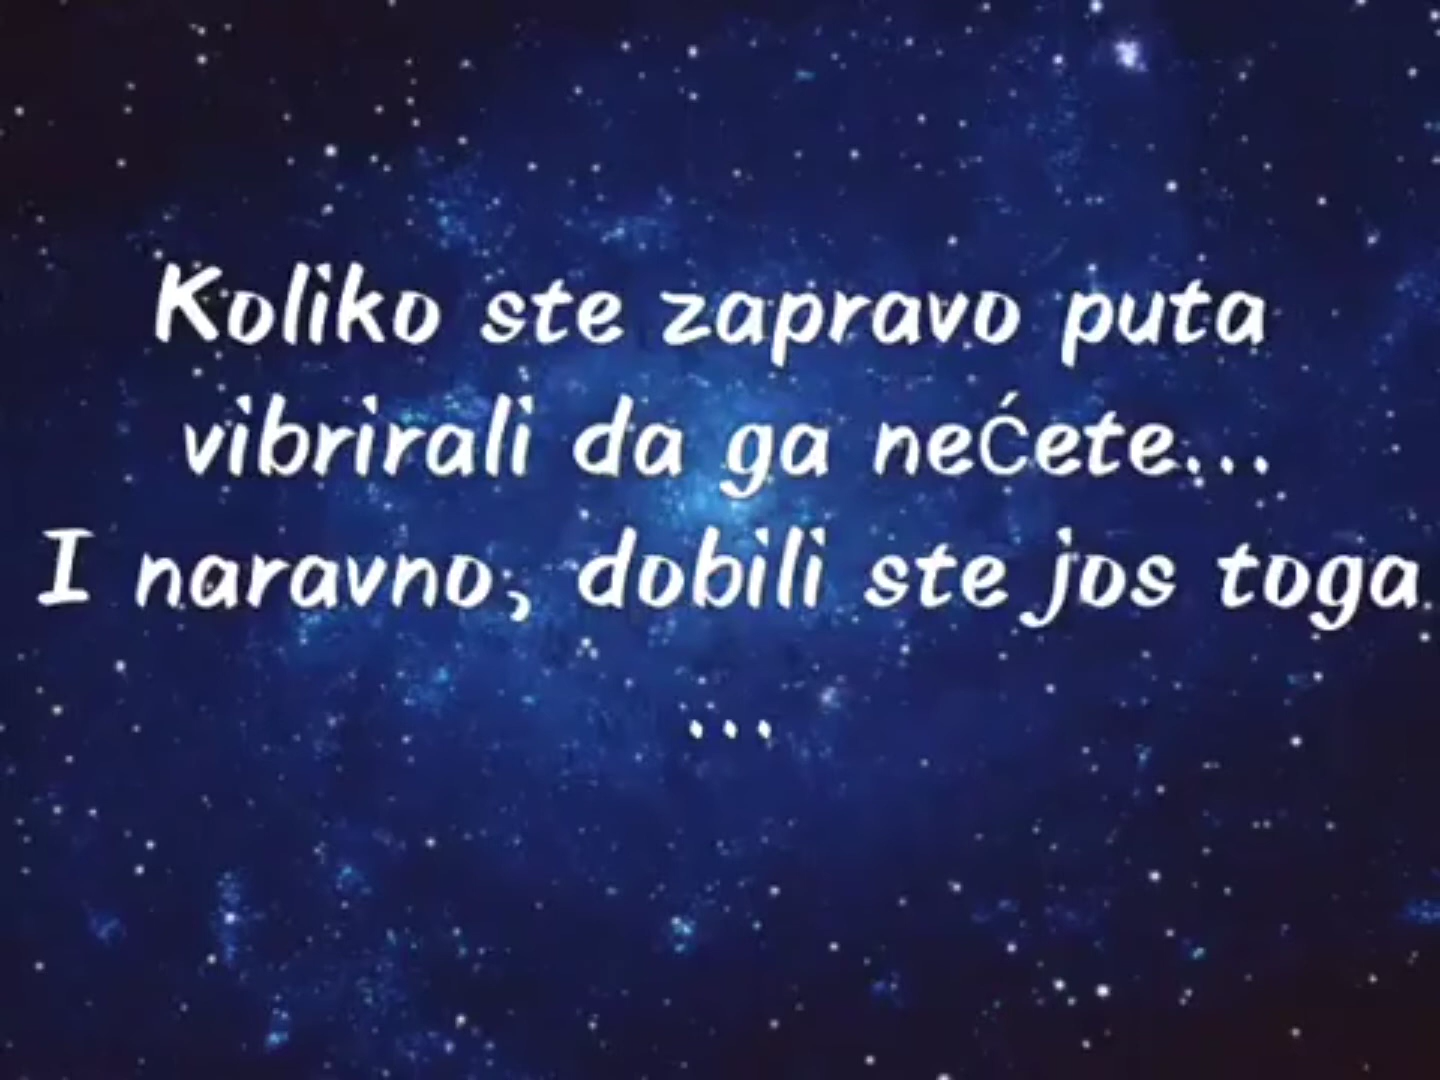 Koliko ste zapravo puta
vibrirali da ga nećete...
I naravno, dobili ste jos toga
...